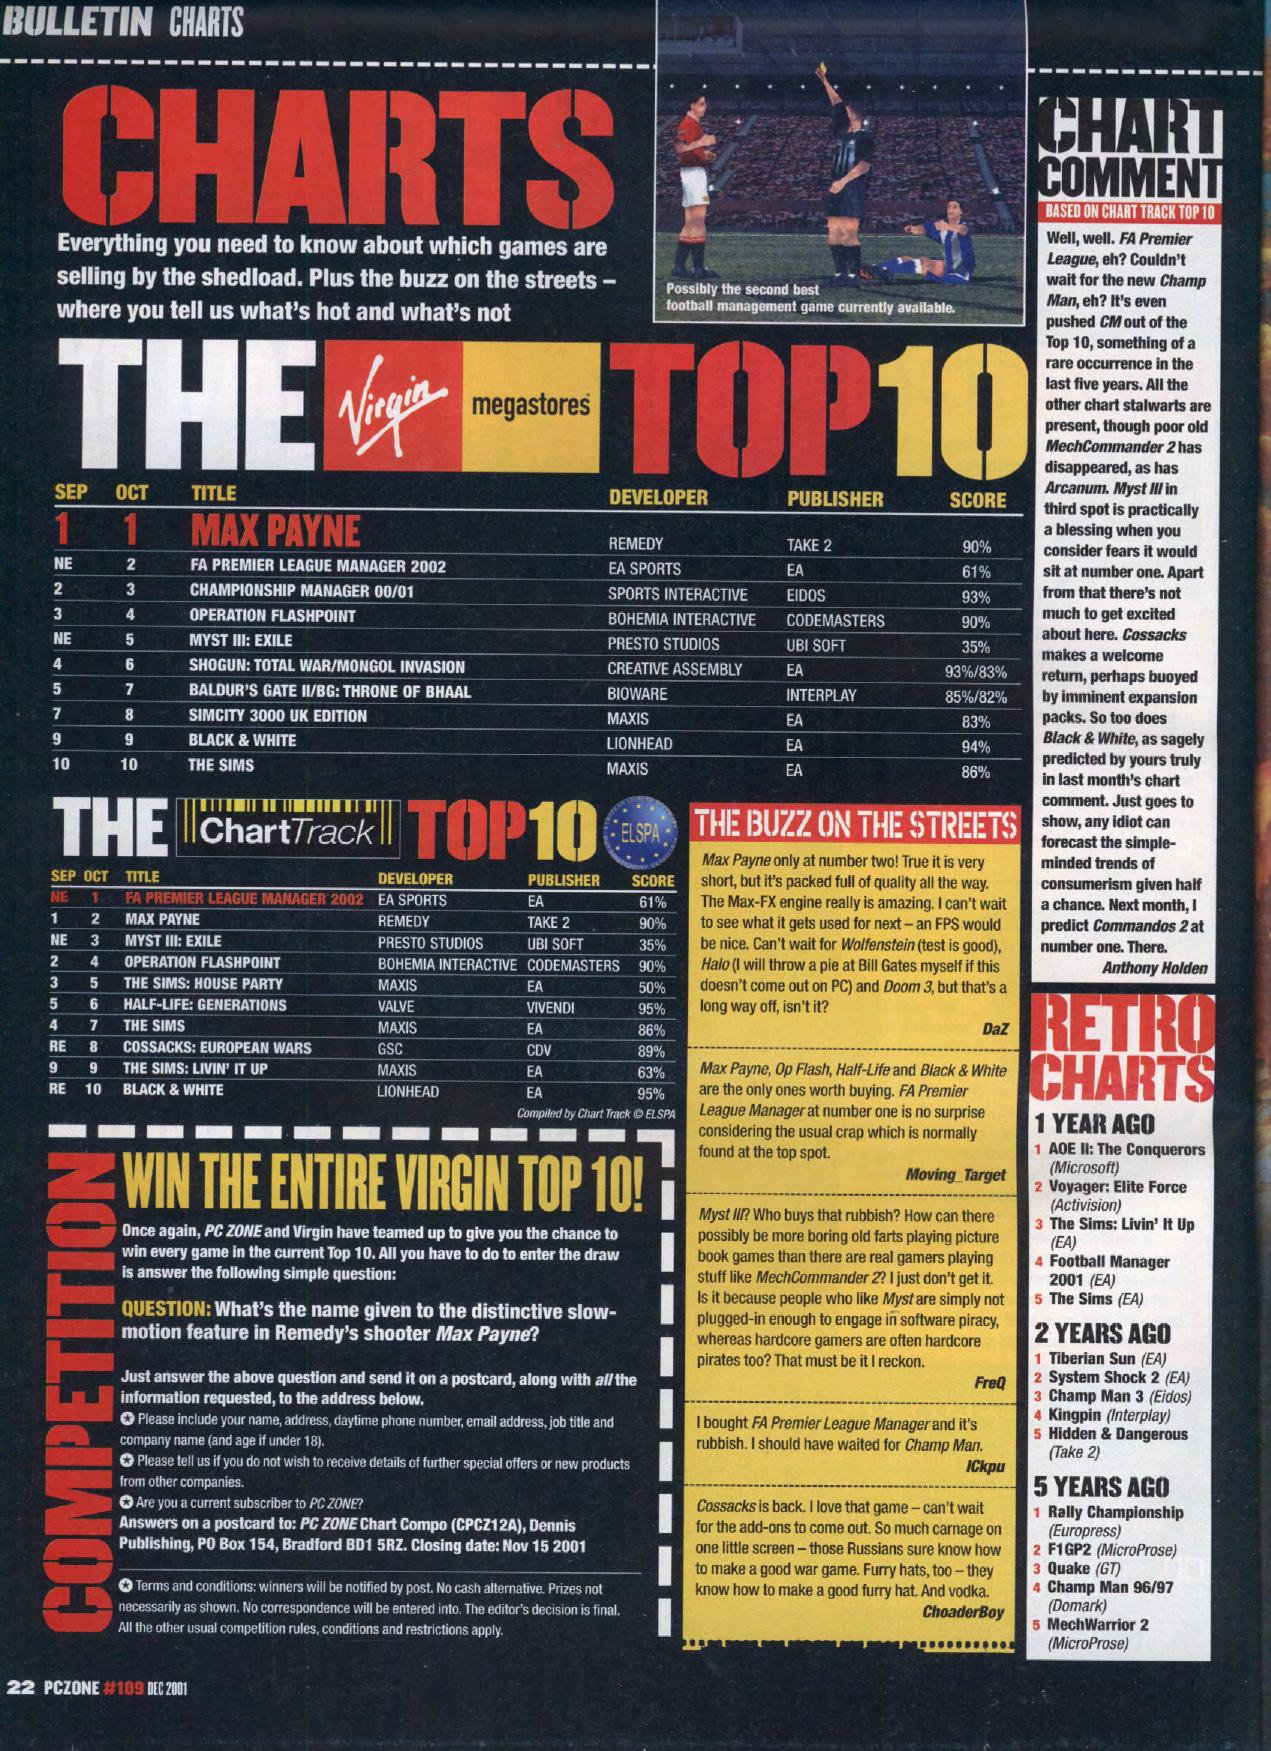 BULLETIN CHARTS
CHARTS
Everything you need to know about which games are
selling by the shedload. Plus the buzz on the streets –
where you tell us what's hot and what's not
Possibly the second best
football management game currently available.
THE Virgin megastores TOP10
SEP OCT TITLE DEVELOPER PUBLISHER SCORE
1 1 MAX PAYNE REMEDY TAKE 2 90%
NE 2 FA PREMIER LEAGUE MANAGER 2002 EA SPORTS EA 61%
2 3 CHAMPIONSHIP MANAGER 00/01 SPORTS INTERACTIVE EIDOS 93%
3 4 OPERATION FLASHPOINT BOHEMIA INTERACTIVE CODEMASTERS 90%
NE 5 MYST III: EXILE PRESTO STUDIOS UBI SOFT 35%
4 6 SHOGUN: TOTAL WAR/MONGOL INVASION CREATIVE ASSEMBLY EA 93%/83%
5 7 BALDUR'S GATE II/BG: THRONE OF BHAAL BIOWARE INTERPLAY 85%/82%
7 8 SIMCITY 3000 UK EDITION MAXIS EA 83%
9 9 BLACK & WHITE LIONHEAD EA 94%
10 10 THE SIMS MAXIS EA 86%
THE ChartTrack TOP10 ELSPA
SEP OCT TITLE DEVELOPER PUBLISHER SCORE
NE 1 FA PREMIER LEAGUE MANAGER 2002 EA SPORTS EA 61%
1 2 MAX PAYNE REMEDY TAKE 2 90%
NE 3 MYST III: EXILE PRESTO STUDIOS UBI SOFT 35%
2 4 OPERATION FLASHPOINT BOHEMIA INTERACTIVE CODEMASTERS 90%
3 5 THE SIMS: HOUSE PARTY MAXIS EA 50%
5 6 HALF-LIFE: GENERATIONS VALVE VIVENDI 95%
4 7 THE SIMS MAXIS EA 86%
RE 8 COSSACKS: EUROPEAN WARS GSC CDV 89%
9 9 THE SIMS: LIVIN' IT UP MAXIS EA 63%
RE 10 BLACK & WHITE LIONHEAD EA 95%
Compiled by Chart Track © ELSPA
COMPETITION
WIN THE ENTIRE VIRGIN TOP 10!
Once again, PC ZONE and Virgin have teamed up to give you the chance to
win every game in the current Top 10. All you have to do to enter the draw
is answer the following simple question:
QUESTION: What's the name given to the distinctive slow-
motion feature in Remedy's shooter Max Payne?
Just answer the above question and send it on a postcard, along with all the
information requested, to the address below.
✪ Please include your name, address, daytime phone number, email address, job title and
company name (and age if under 18).
✪ Please tell us if you do not wish to receive details of further special offers or new products
from other companies.
✪ Are you a current subscriber to PC ZONE?
Answers on a postcard to: PC ZONE Chart Compo (CPCZ12A), Dennis
Publishing, PO Box 154, Bradford BD1 5RZ. Closing date: Nov 15 2001
✪ Terms and conditions: winners will be notified by post. No cash alternative. Prizes not
necessarily as shown. No correspondence will be entered into. The editor's decision is final.
All the other usual competition rules, conditions and restrictions apply.
THE BUZZ ON THE STREETS
Max Payne only at number two! True it is very
short, but it's packed full of quality all the way.
The Max-FX engine really is amazing. I can't wait
to see what it gets used for next – an FPS would
be nice. Can't wait for Wolfenstein (test is good),
Halo (I will throw a pie at Bill Gates myself if this
doesn't come out on PC) and Doom 3, but that's a
long way off, isn't it?
DaZ
Max Payne, Op Flash, Half-Life and Black & White
are the only ones worth buying. FA Premier
League Manager at number one is no surprise
considering the usual crap which is normally
found at the top spot.
Moving_Target
Myst III? Who buys that rubbish? How can there
possibly be more boring old farts playing picture
book games than there are real gamers playing
stuff like MechCommander 2? I just don't get it.
Is it because people who like Myst are simply not
plugged-in enough to engage in software piracy,
whereas hardcore gamers are often hardcore
pirates too? That must be it I reckon.
FreQ
I bought FA Premier League Manager and it's
rubbish. I should have waited for Champ Man.
ICkpu
Cossacks is back. I love that game – can't wait
for the add-ons to come out. So much carnage on
one little screen – those Russians sure know how
to make a good war game. Furry hats, too – they
know how to make a good furry hat. And vodka.
ChoaderBoy
CHART
COMMENT
BASED ON CHART TRACK TOP 10
Well, well. FA Premier
League, eh? Couldn't
wait for the new Champ
Man, eh? It's even
pushed CM out of the
Top 10, something of a
rare occurrence in the
last five years. All the
other chart stalwarts are
present, though poor old
MechCommander 2 has
disappeared, as has
Arcanum. Myst III in
third spot is practically
a blessing when you
consider fears it would
sit at number one. Apart
from that there's not
much to get excited
about here. Cossacks
makes a welcome
return, perhaps buoyed
by imminent expansion
packs. So too does
Black & White, as sagely
predicted by yours truly
in last month's chart
comment. Just goes to
show, any idiot can
forecast the simple-
minded trends of
consumerism given half
a chance. Next month, I
predict Commandos 2 at
number one. There.
Anthony Holden
RETRO
CHARTS
1 YEAR AGO
1 AOE II: The Conquerors
(Microsoft)
2 Voyager: Elite Force
(Activision)
3 The Sims: Livin' It Up
(EA)
4 Football Manager
2001 (EA)
5 The Sims (EA)
2 YEARS AGO
1 Tiberian Sun (EA)
2 System Shock 2 (EA)
3 Champ Man 3 (Eidos)
4 Kingpin (Interplay)
5 Hidden & Dangerous
(Take 2)
5 YEARS AGO
1 Rally Championship
(Europress)
2 F1GP2 (MicroProse)
3 Quake (GT)
4 Champ Man 96/97
(Domark)
5 MechWarrior 2
(MicroProse)
22 PCZONE #109 DEC 2001